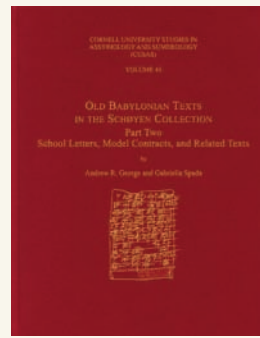 CORNELL UNIVERSITY STUDIES IN
ASSYRIOLOGY AND SUMEROLOGY
(CUSAS)
VOLUME 43
OLD BABYLONIAN TEXTS
IN THE SCHØYEN COLLECTION
Part Two
School Letters, Model Contracts, and Related Texts
by
Andrew R. George and Gabriella Spada